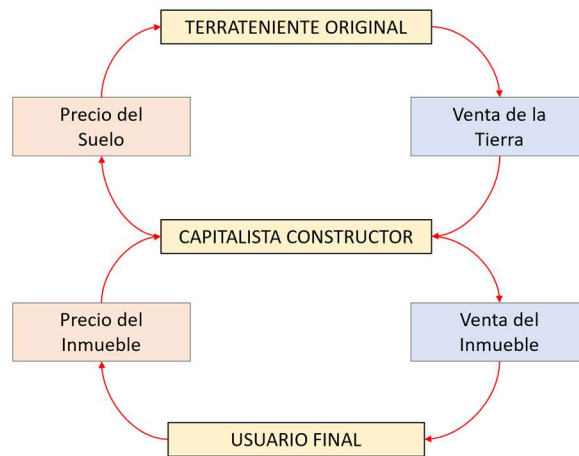 TERRATENIENTE ORIGINAL
Precio del
Suelo
Venta de la
Tierra
CAPITALISTA CONSTRUCTOR
Precio del
Inmueble
Venta del
Inmueble
USUARIO FINAL